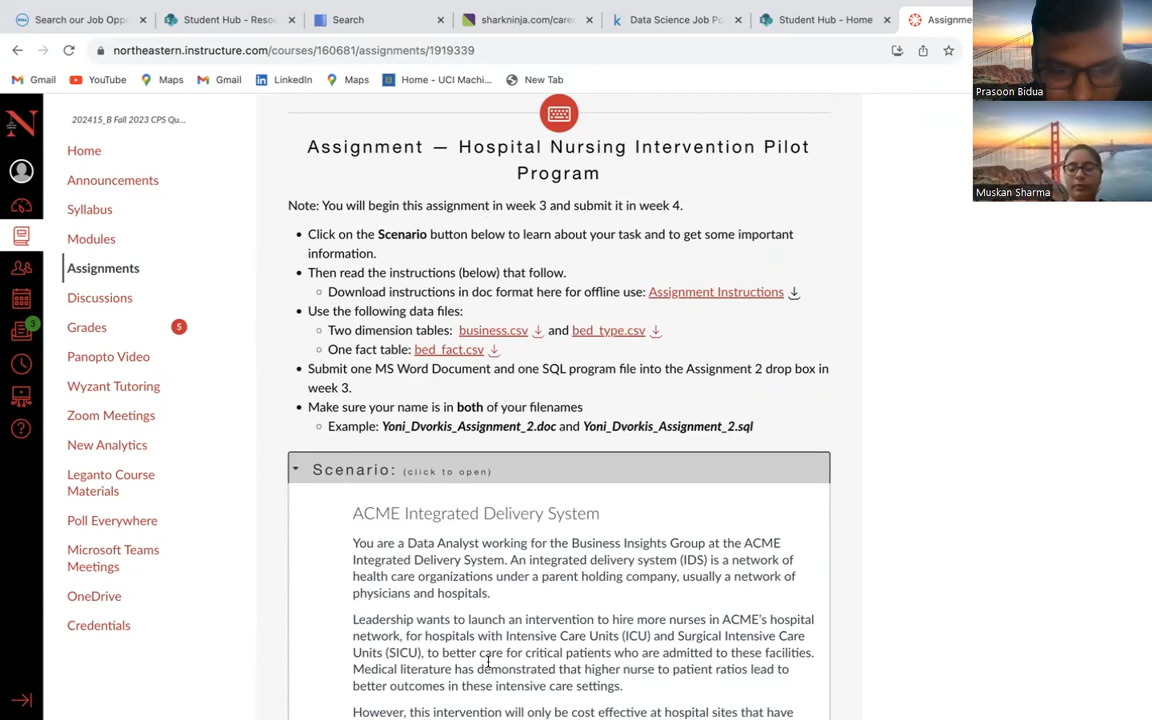 Search our Job Oppo
Student Hub - Reso
Search
sharkninja.com/care
Data Science Job Po
Student Hub - Home
Assignme
northeastern.instructure.com/courses/160681/assignments/1919339
Gmail
YouTube
Maps
Gmail
LinkedIn
Maps
Home - UCI Machi...
New Tab
Prasoon Bidua
Muskan Sharma
N
3
202415_B Fall 2023 CPS Qu...
Home
Announcements
Syllabus
Modules
Assignments
Discussions
Grades 5
Panopto Video
Wyzant Tutoring
Zoom Meetings
New Analytics
Leganto Course
Materials
Poll Everywhere
Microsoft Teams
Meetings
OneDrive
Credentials
Assignment — Hospital Nursing Intervention Pilot
Program
Note: You will begin this assignment in week 3 and submit it in week 4.
• Click on the Scenario button below to learn about your task and to get some important
information.
• Then read the instructions (below) that follow.
◦ Download instructions in doc format here for offline use: Assignment Instructions
• Use the following data files:
◦ Two dimension tables: business.csv and bed_type.csv
◦ One fact table: bed_fact.csv
• Submit one MS Word Document and one SQL program file into the Assignment 2 drop box in
week 3.
• Make sure your name is in both of your filenames
◦ Example: Yoni_Dvorkis_Assignment_2.doc and Yoni_Dvorkis_Assignment_2.sql
Scenario: (click to open)
ACME Integrated Delivery System
You are a Data Analyst working for the Business Insights Group at the ACME
Integrated Delivery System. An integrated delivery system (IDS) is a network of
health care organizations under a parent holding company, usually a network of
physicians and hospitals.
Leadership wants to launch an intervention to hire more nurses in ACME's hospital
network, for hospitals with Intensive Care Units (ICU) and Surgical Intensive Care
Units (SICU), to better care for critical patients who are admitted to these facilities.
Medical literature has demonstrated that higher nurse to patient ratios lead to
better outcomes in these intensive care settings.
However, this intervention will only be cost effective at hospital sites that have